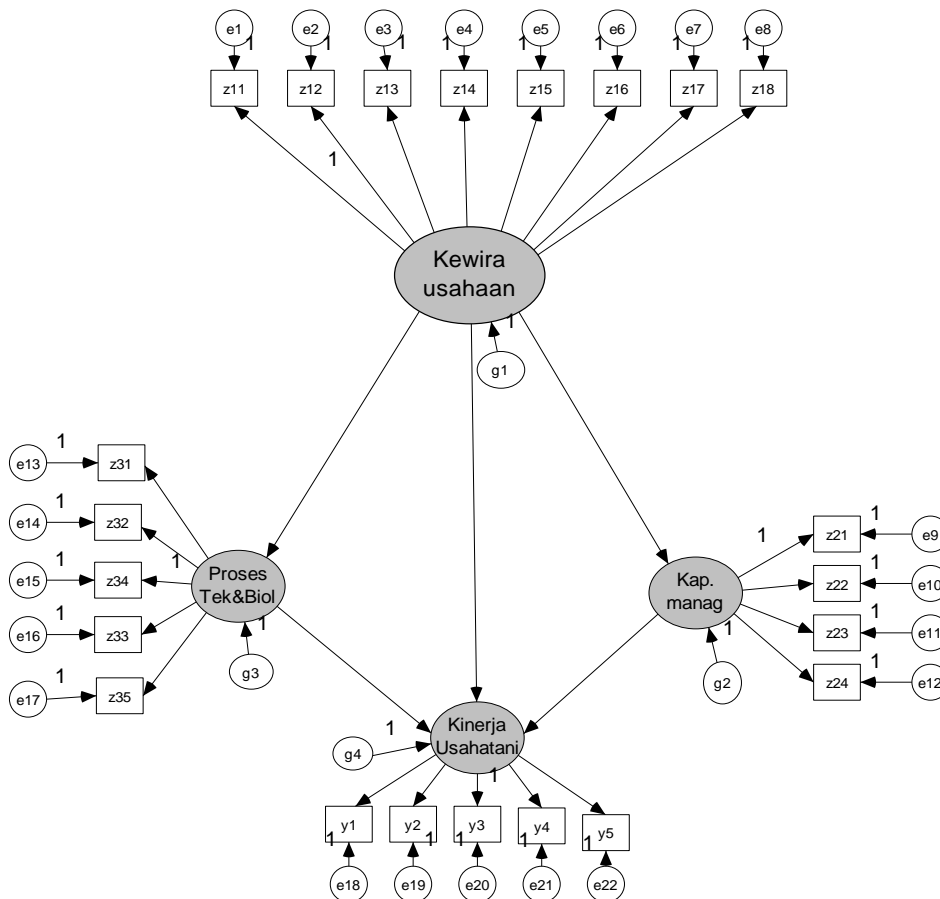 e1 e2 e3 e4 e5 e6 e7 e8
1 1 1 1 1 1 1 1
z11 z12 z13 z14 z15 z16 z17 z18
1
Kewira
usahaan
1
g1
1
e13 z31
1
e14 z32
1
e15 z34
1
e16 z33
1
e17 z35
1
Proses
Tek&Biol
1
g3
1
z21 1 e9
z22 1 e10
z23 1 e11
z24 1 e12
Kap.
manag
1
g2
1
g4
Kinerja
Usahatani
1
y1 y2 y3 y4 y5
1 1 1 1 1
e18 e19 e20 e21 e22